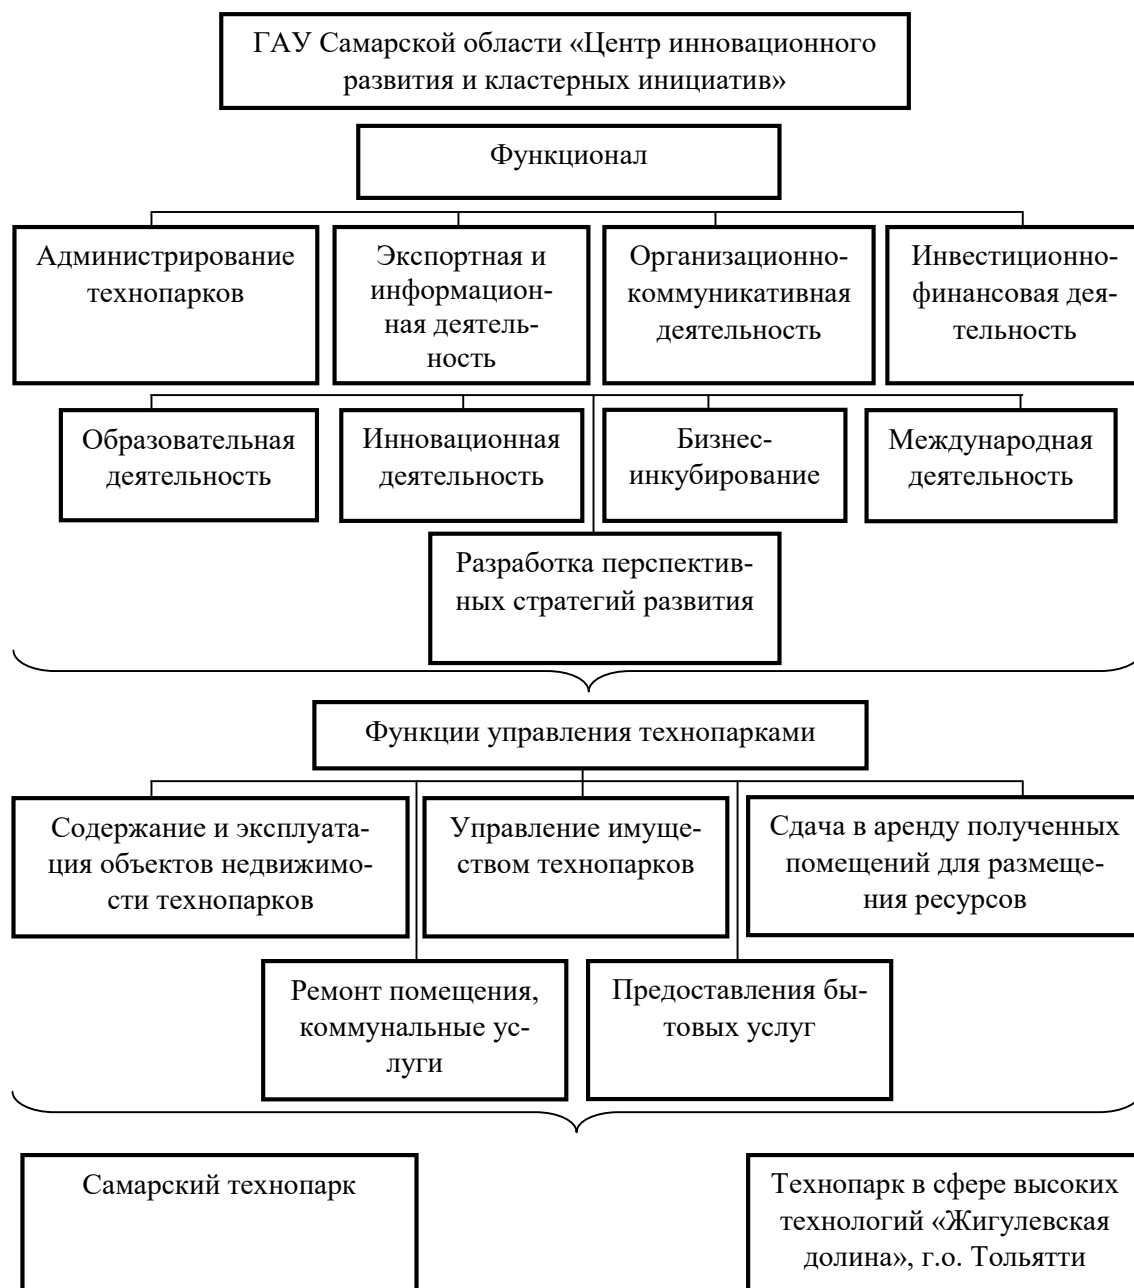 ГАУ Самарской области «Центр инновационного
развития и кластерных инициатив»
Функционал
Администрирование
технопарков
Экспортная и
информацион-
ная деятель-
ность
Организационно-
коммуникативная
деятельность
Инвестиционно-
финансовая дея-
тельность
Образовательная
деятельность
Инновационная
деятельность
Бизнес-
инкубирование
Международная
деятельность
Разработка перспектив-
ных стратегий развития
Функции управления технопарками
Содержание и эксплуата-
ция объектов недвижимо-
сти технопарков
Управление имуще-
ством технопарков
Сдача в аренду полученных
помещений для размеще-
ния ресурсов
Ремонт помещения,
коммунальные ус-
луги
Предоставления бы-
товых услуг
Самарский технопарк
Технопарк в сфере высоких
технологий «Жигулевская
долина», г.о. Тольятти